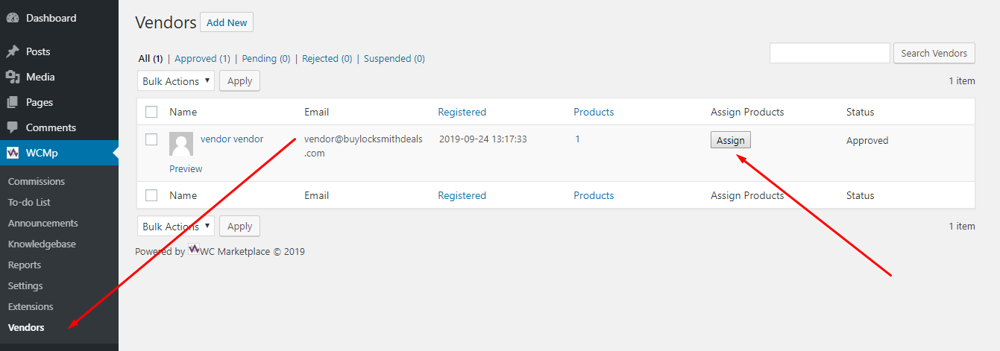 Dashboard
Posts
Media
Pages
Comments
WCMp
Commissions
To-do List
Announcements
Knowledgebase
Reports
Settings
Extensions
Vendors
Vendors Add New
All (1) | Approved (1) | Pending (0) | Rejected (0) | Suspended (0)
Search Vendors
Bulk Actions Apply 1 item
Name Email Registered Products Assign Products Status
vendor vendor vendor@buylocksmithdeals 2019-09-24 13:17:33 1 Assign Approved
.com
Preview
Name Email Registered Products Assign Products Status
Bulk Actions Apply 1 item
Powered by WC Marketplace © 2019